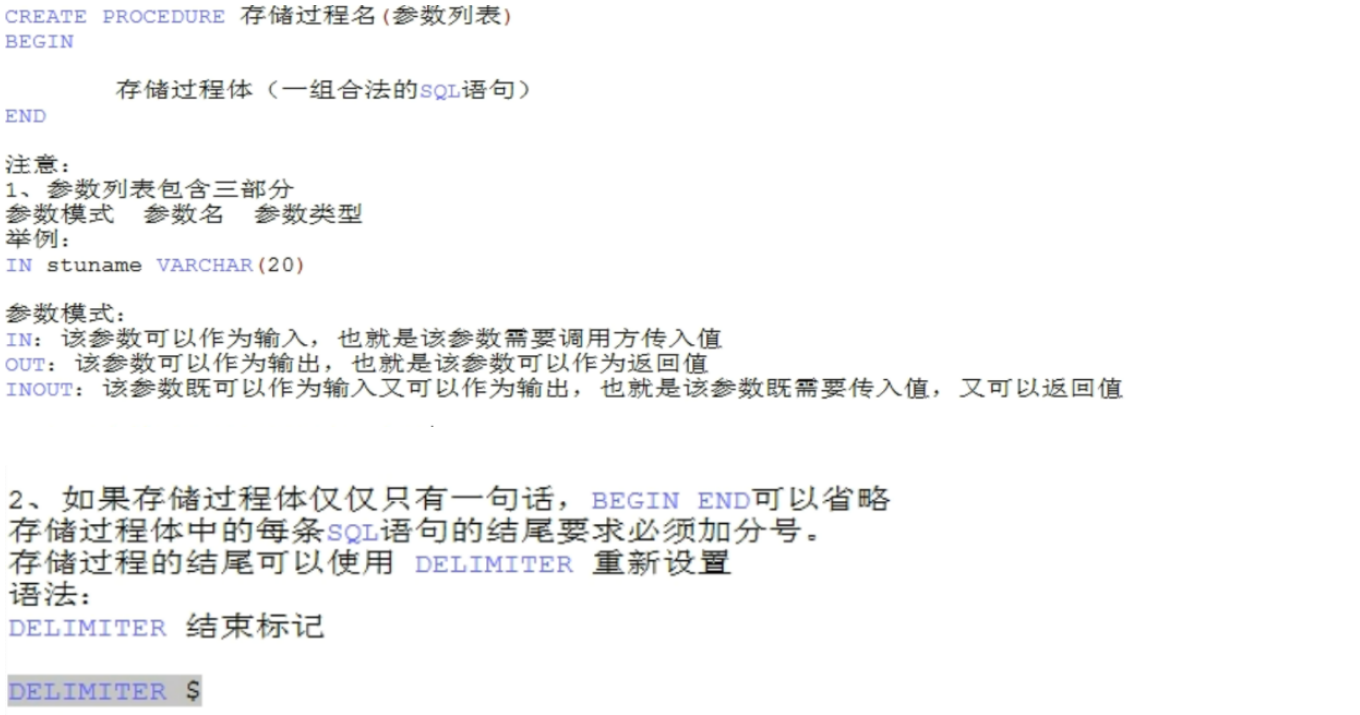 CREATE PROCEDURE 存储过程名(参数列表)
BEGIN
存储过程体（一组合法的SQL语句）
END
注意：
1、参数列表包含三部分
参数模式 参数名 参数类型
举例：
IN stuname VARCHAR(20)
参数模式：
IN：该参数可以作为输入，也就是该参数需要调用方传入值
OUT：该参数可以作为输出，也就是该参数可以作为返回值
INOUT：该参数既可以作为输入又可以作为输出，也就是该参数既需要传入值，又可以返回值
2、如果存储过程体仅仅只有一句话，BEGIN END可以省略
存储过程体中的每条SQL语句的结尾要求必须加分号。
存储过程的结尾可以使用 DELIMITER 重新设置
语法：
DELIMITER 结束标记
DELIMITER $